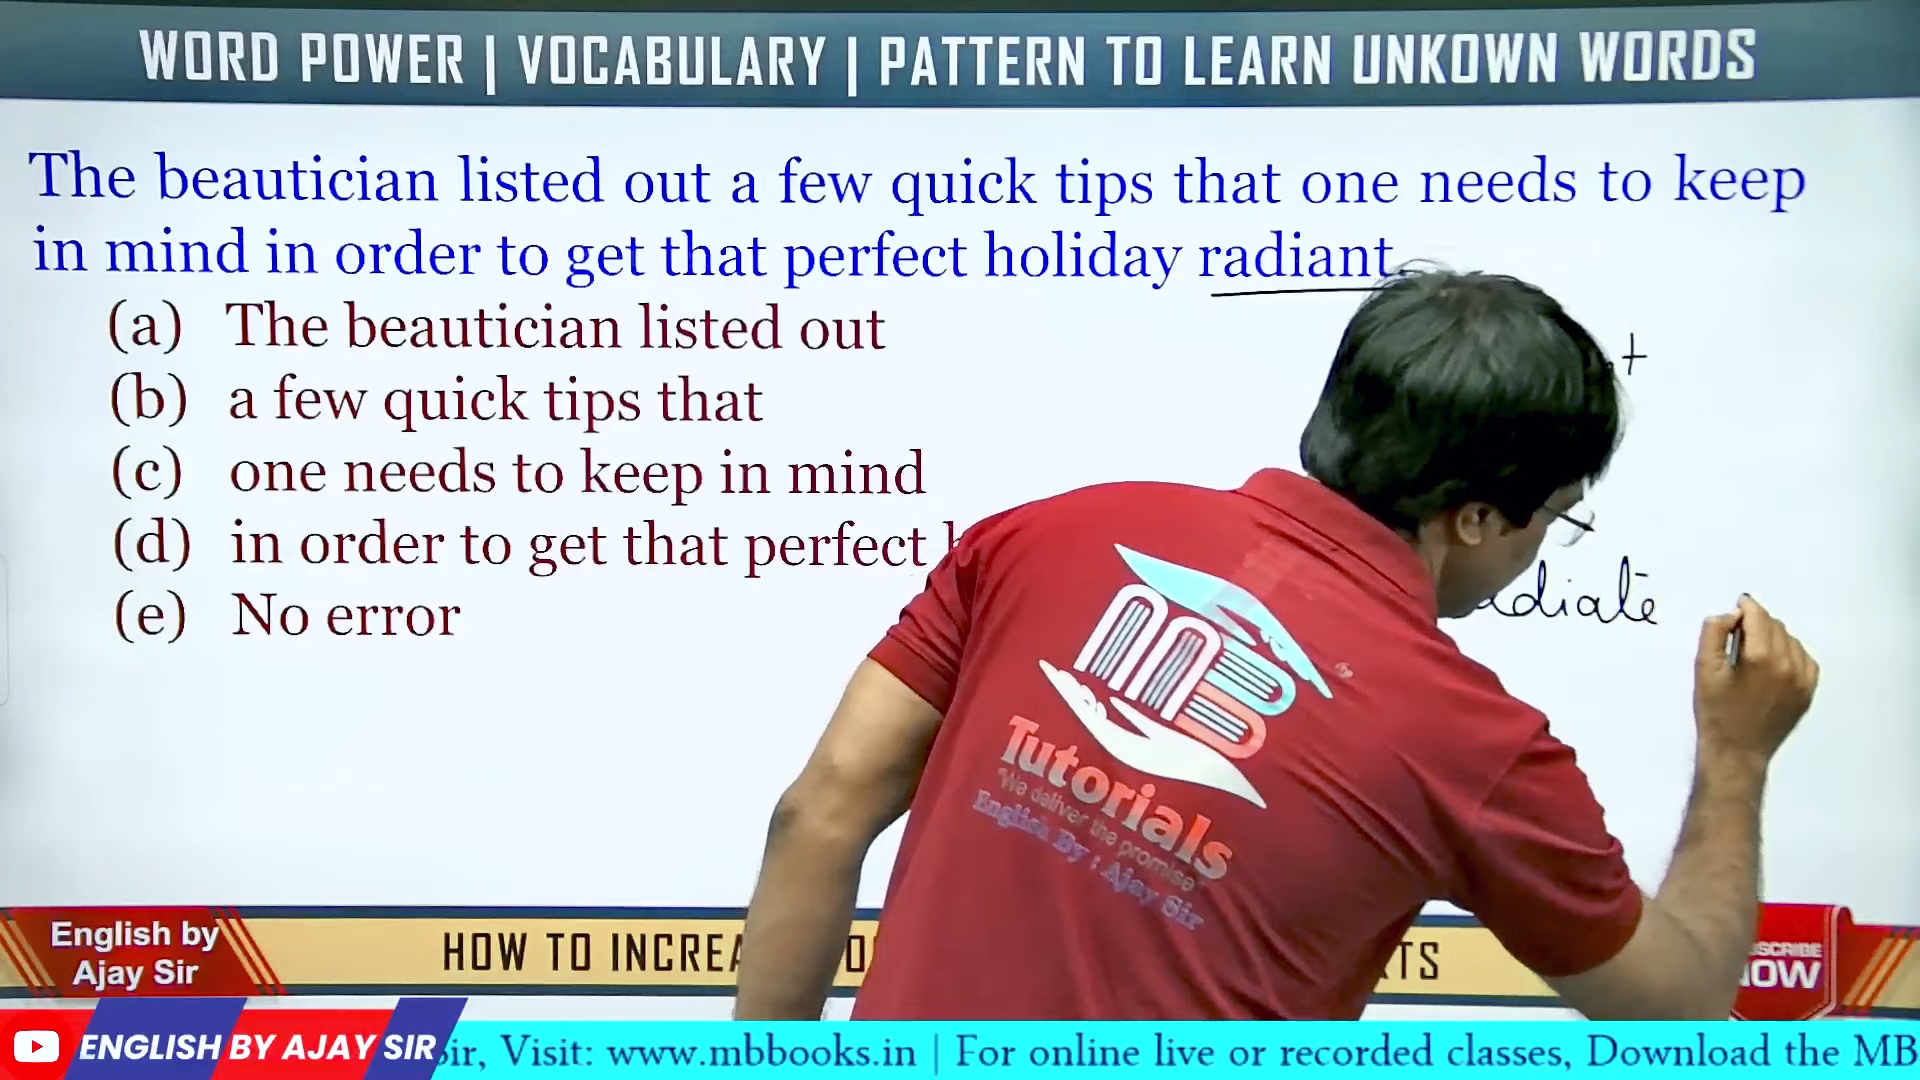 WORD POWER | VOCABULARY | PATTERN TO LEARN UNKOWN WORDS
The beautician listed out a few quick tips that one needs to keep
in mind in order to get that perfect holiday radiant.
(a) The beautician listed out
(b) a few quick tips that
(c) one needs to keep in mind
(d) in order to get that perfect
(e) No error
+
adiate
Tutorials
"We deliver the promise"
English By : Ajay Sir
English by
Ajay Sir
HOW TO INCREA
SCRIBE
NOW
ENGLISH BY AJAY SIR
Sir, Visit: www.mbbooks.in | For online live or recorded classes, Download the MB